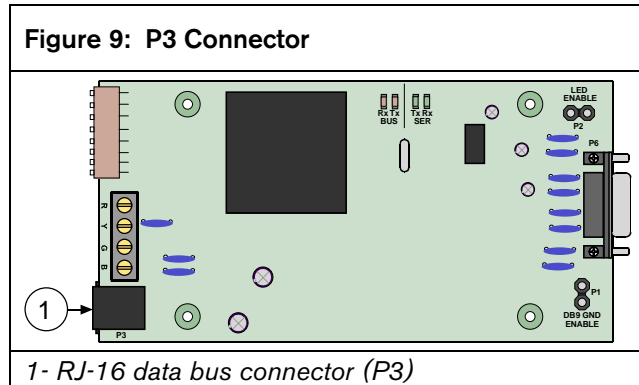 Figure 9: P3 Connector
LED
ENABLE
P2
Rx Tx
BUS
Tx Rx
SER
P6
R
Y
G
B
1
P3
P1
DB9 GND
ENABLE
1- RJ-16 data bus connector (P3)